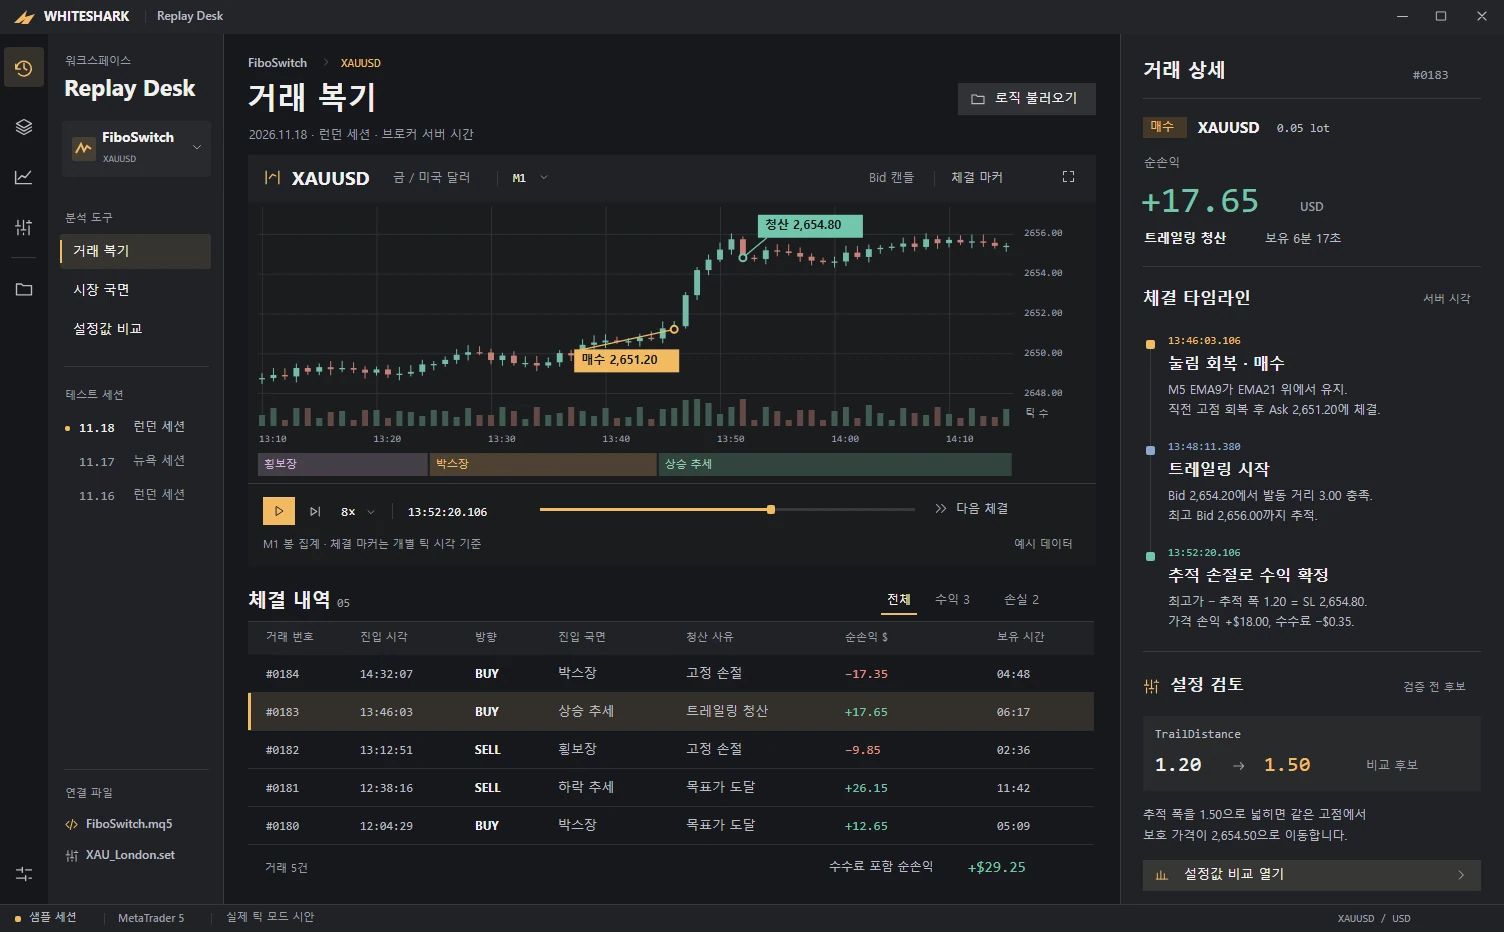 WHITESHARK
Replay Desk
워크스페이스
Replay Desk
FiboSwitch
XAUUSD
분석 도구
거래 복기
시장 국면
설정값 비교
테스트 세션
11.18 런던 세션
11.17 뉴욕 세션
11.16 런던 세션
연결 파일
FiboSwitch.mq5
XAU_London.set
FiboSwitch XAUUSD
거래 복기
2026.11.18 · 런던 세션 · 브로커 서버 시간
로직 불러오기
XAUUSD 금 / 미국 달러 M1 Bid 캔들 체결 마커
청산 2,654.80
매수 2,651.20
2656.00
2654.00
2652.00
2650.00
2648.00
틱 수
13:10 13:20 13:30 13:40 13:50 14:00 14:10
횡보장 박스장 상승 추세
8x 13:52:20.106 다음 체결
M1 봉 집계 · 체결 마커는 개별 틱 시각 기준 예시 데이터
체결 내역 05 전체 수익 3 손실 2
거래 번호 진입 시각 방향 진입 국면 청산 사유 순손익 $ 보유 시간
#0184 14:32:07 BUY 박스장 고정 손절 −17.35 04:48
#0183 13:46:03 BUY 상승 추세 트레일링 청산 +17.65 06:17
#0182 13:12:51 SELL 횡보장 고정 손절 −9.85 02:36
#0181 12:38:16 SELL 하락 추세 목표가 도달 +26.15 11:42
#0180 12:04:29 BUY 박스장 목표가 도달 +12.65 05:09
거래 5건 수수료 포함 순손익 +$29.25
거래 상세 #0183
매수 XAUUSD 0.05 lot
순손익
+17.65 USD
트레일링 청산 보유 6분 17초
체결 타임라인 서버 시각
13:46:03.106
눌림 회복 · 매수
M5 EMA9가 EMA21 위에서 유지.
직전 고점 회복 후 Ask 2,651.20에 체결.
13:48:11.380
트레일링 시작
Bid 2,654.20에서 발동 거리 3.00 충족.
최고 Bid 2,656.00까지 추적.
13:52:20.106
추적 손절로 수익 확정
최고가 − 추적 폭 1.20 = SL 2,654.80.
가격 손익 +$18.00, 수수료 −$0.35.
설정 검토 검증 전 후보
TrailDistance
1.20 → 1.50 비교 후보
추적 폭을 1.50으로 넓히면 같은 고점에서
보호 가격이 2,654.50으로 이동합니다.
설정값 비교 열기
샘플 세션 MetaTrader 5 실제 틱 모드 시안 XAUUSD / USD